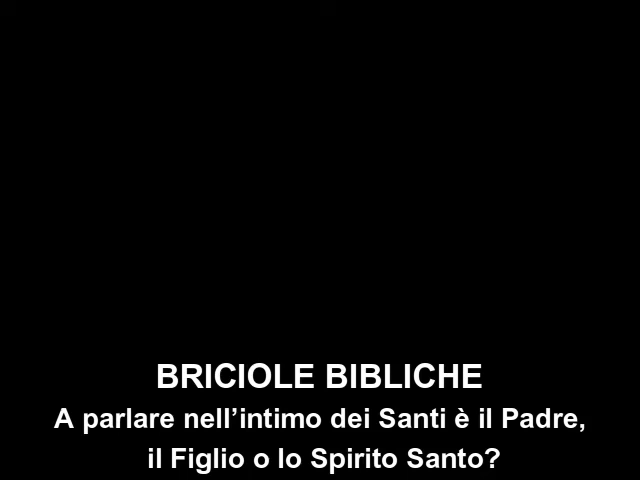 BRICIOLE BIBLICHE
A parlare nell’intimo dei Santi è il Padre,
il Figlio o lo Spirito Santo?